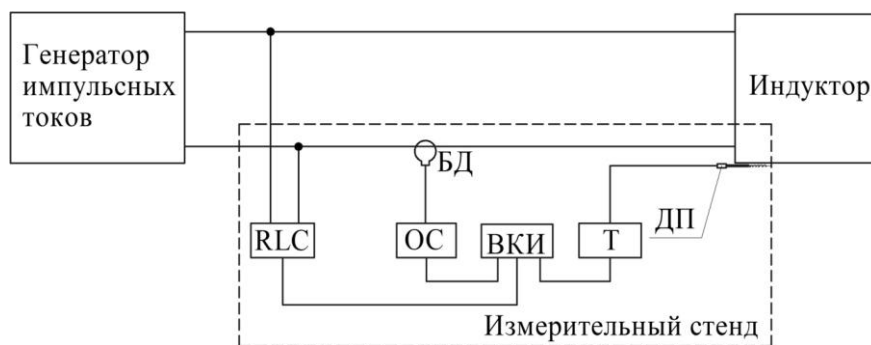 Генератор
импульсных
токов
Индуктор
БД
ДП
RLC
ОС
ВКИ
Т
Измерительный стенд